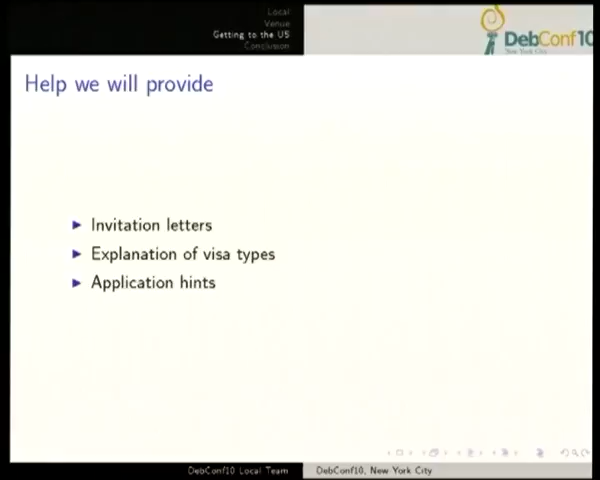 Local
Venue
Getting to the US
Conclusion
DebConf10
New York City
Help we will provide
Invitation letters
Explanation of visa types
Application hints
DebConf10 Local Team
DebConf10, New York City